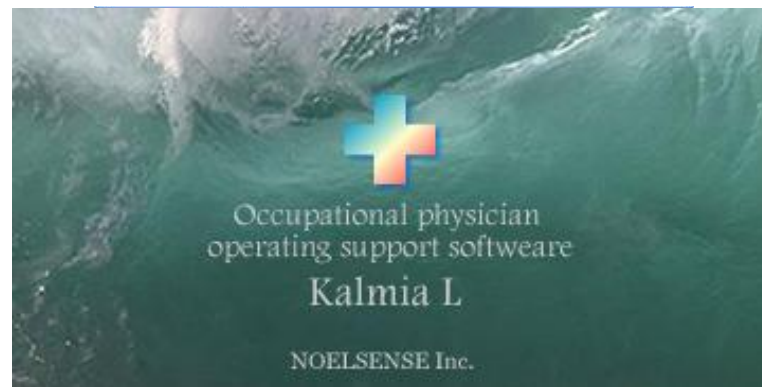 Occupational physician
operating support softweare
Kalmia L
NOELSENSE Inc.